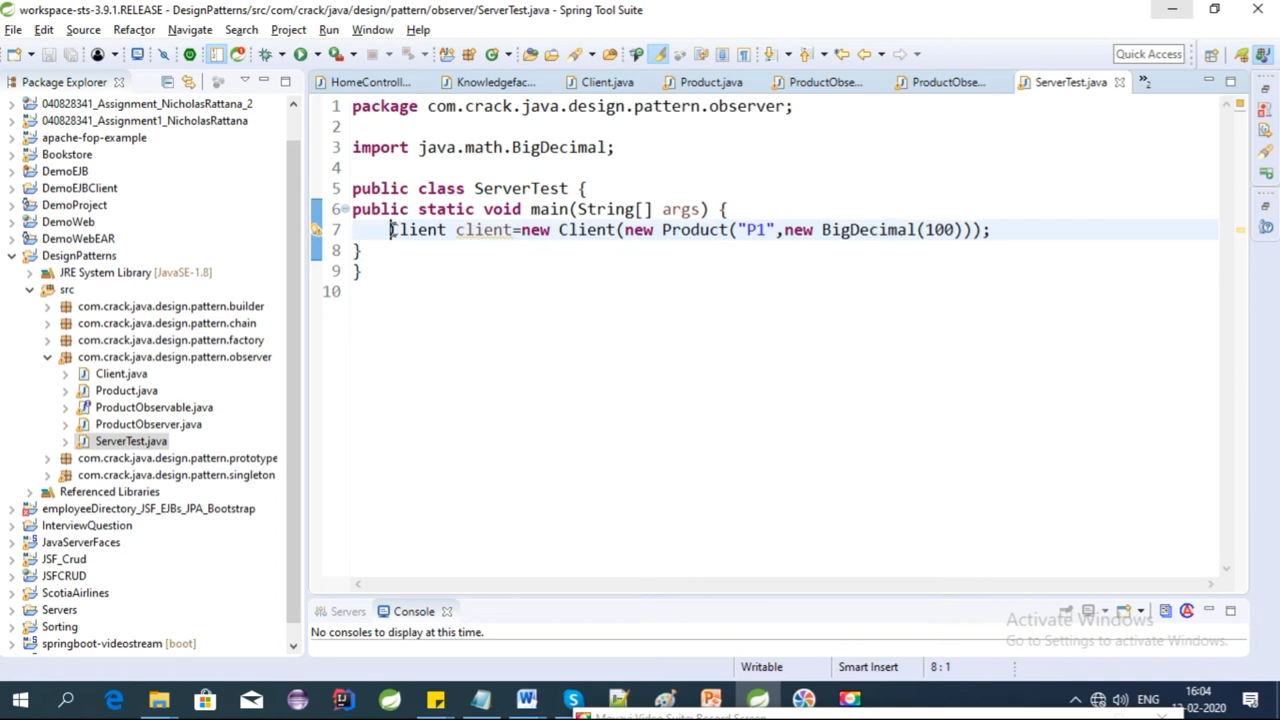 workspace-sts-3.9.1.RELEASE - DesignPatterns/src/com/crack/java/design/pattern/observer/ServerTest.java - Spring Tool Suite
File Edit Source Refactor Navigate Search Project Run Window Help
Quick Access
Package Explorer
HomeControll...
Knowledgefac...
Client.java
Product.java
ProductObse...
ProductObse...
ServerTest.java
»2
040828341_Assignment_NicholasRattana_2
040828341_Assignment1_NicholasRattana
apache-fop-example
Bookstore
DemoEJB
DemoEJBClient
DemoProject
DemoWeb
DemoWebEAR
DesignPatterns
JRE System Library [JavaSE-1.8]
src
com.crack.java.design.pattern.builder
com.crack.java.design.pattern.chain
com.crack.java.design.pattern.factory
com.crack.java.design.pattern.observer
Client.java
Product.java
ProductObservable.java
ProductObserver.java
ServerTest.java
com.crack.java.design.pattern.prototype
com.crack.java.design.pattern.singleton
Referenced Libraries
employeeDirectory_JSF_EJBs_JPA_Bootstrap
InterviewQuestion
JavaServerFaces
JSF_Crud
JSFCRUD
ScotiaAirlines
Servers
Sorting
springboot-videostream [boot]
1 package com.crack.java.design.pattern.observer;
2
3 import java.math.BigDecimal;
4
5 public class ServerTest {
6 public static void main(String[] args) {
7 Client client=new Client(new Product("P1",new BigDecimal(100)));
8 }
9 }
10
Servers
Console
No consoles to display at this time.
Activate Windows
Go to Settings to activate Windows.
Writable
Smart Insert
8 : 1
ENG
16:04
12-02-2020
Movavi Video Suite: Record Screen